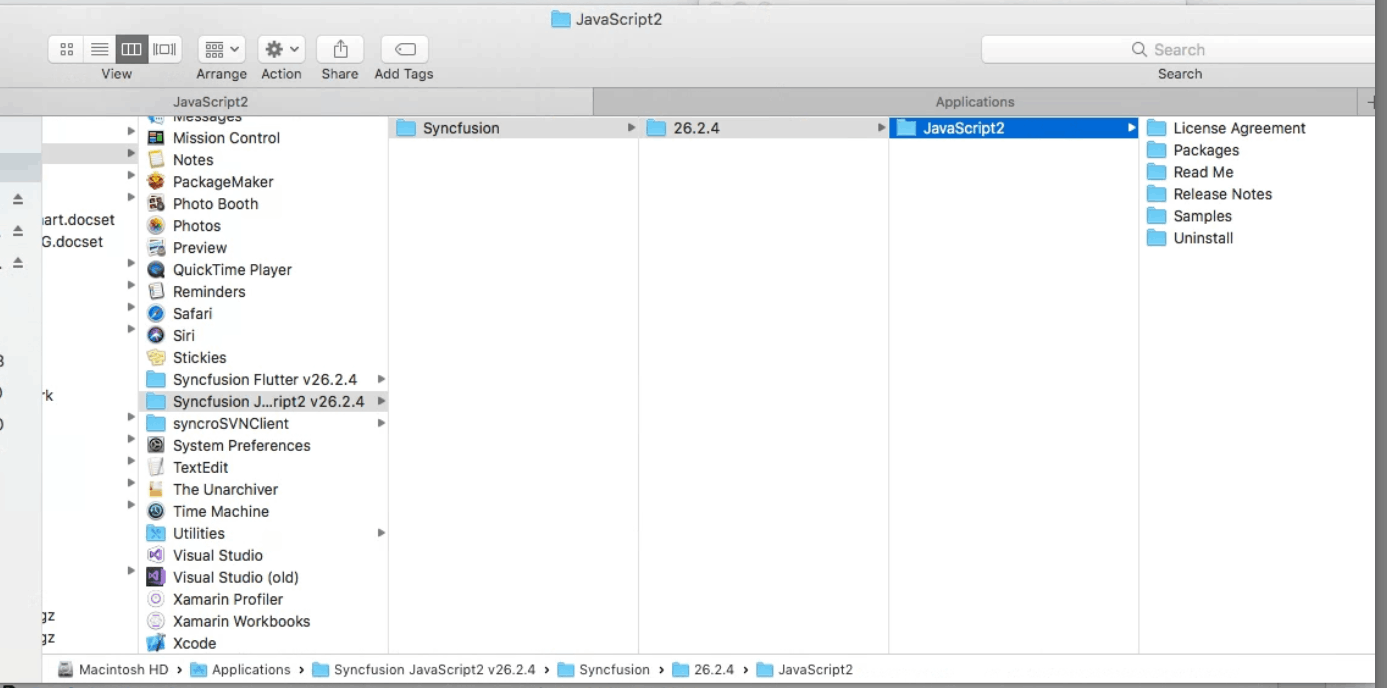 JavaScript2
View
Arrange
Action
Share
Add Tags
Search
Search
JavaScript2
Applications
art.docset
G.docset
rk
gz
gz
Messages
Mission Control
Notes
PackageMaker
Photo Booth
Photos
Preview
QuickTime Player
Reminders
Safari
Siri
Stickies
Syncfusion Flutter v26.2.4
Syncfusion J...ript2 v26.2.4
syncroSVNClient
System Preferences
TextEdit
The Unarchiver
Time Machine
Utilities
Visual Studio
Visual Studio (old)
Xamarin Profiler
Xamarin Workbooks
Xcode
Syncfusion
26.2.4
JavaScript2
License Agreement
Packages
Read Me
Release Notes
Samples
Uninstall
Macintosh HD › Applications › Syncfusion JavaScript2 v26.2.4 › Syncfusion › 26.2.4 › JavaScript2